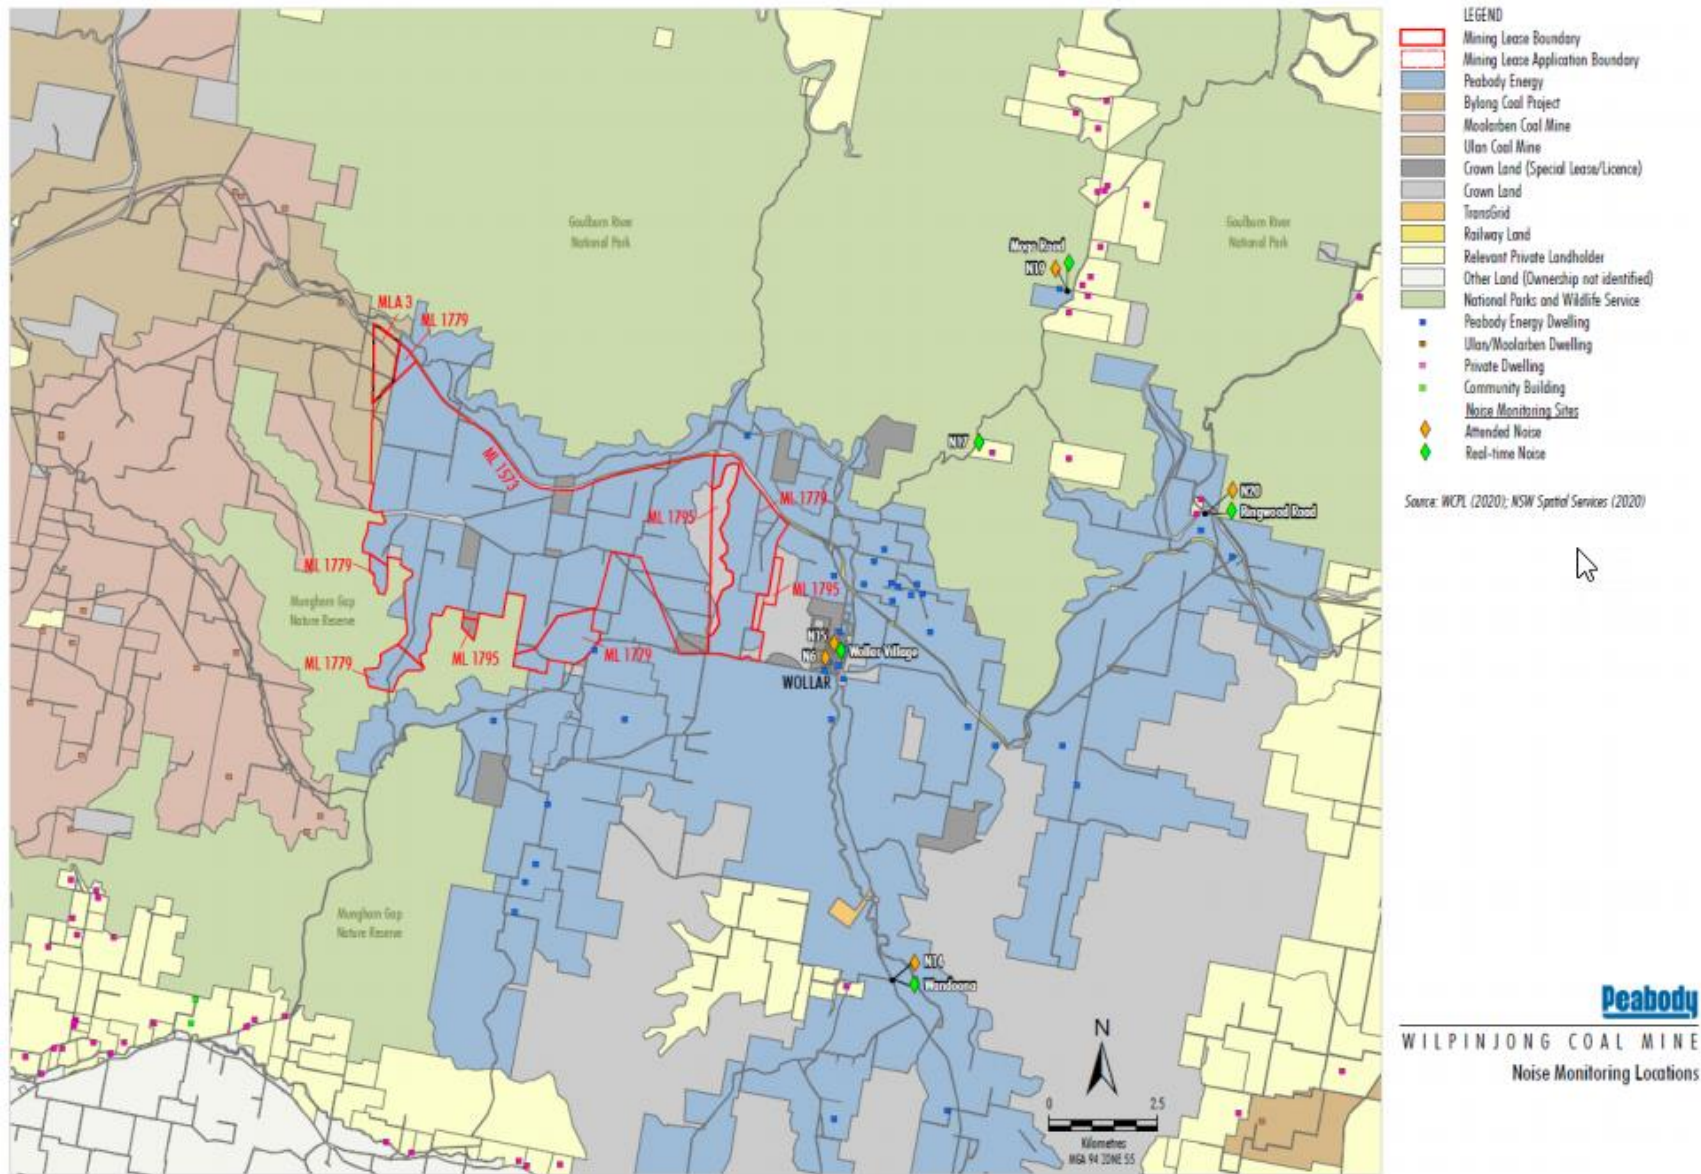 Goulburn River
National Park
Goulburn River
National Park
Mogo Road
N19
MLA 3
ML 1779
N17
ML 1573
ML 1779
ML 1795
N20
Ringwood Road
ML 1779
ML 1795
Munghorn Gap
Nature Reserve
N15
N6
Wollar Village
ML 1779
ML 1795
ML 1779
WOLLAR
Munghorn Gap
Nature Reserve
N14
Wandoona
N
0 2.5
Kilometres
MGA 94 ZONE 55
LEGEND
Mining Lease Boundary
Mining Lease Application Boundary
Peabody Energy
Bylong Coal Project
Moolarben Coal Mine
Ulan Coal Mine
Crown Land (Special Lease/Licence)
Crown Land
TransGrid
Railway Land
Relevant Private Landholder
Other Land (Ownership not identified)
National Parks and Wildlife Service
Peabody Energy Dwelling
Ulan/Moolarben Dwelling
Private Dwelling
Community Building
Noise Monitoring Sites
Attended Noise
Real-time Noise
Source: WCPL (2020); NSW Spatial Services (2020)
Peabody
WILPINJONG COAL MINE
Noise Monitoring Locations